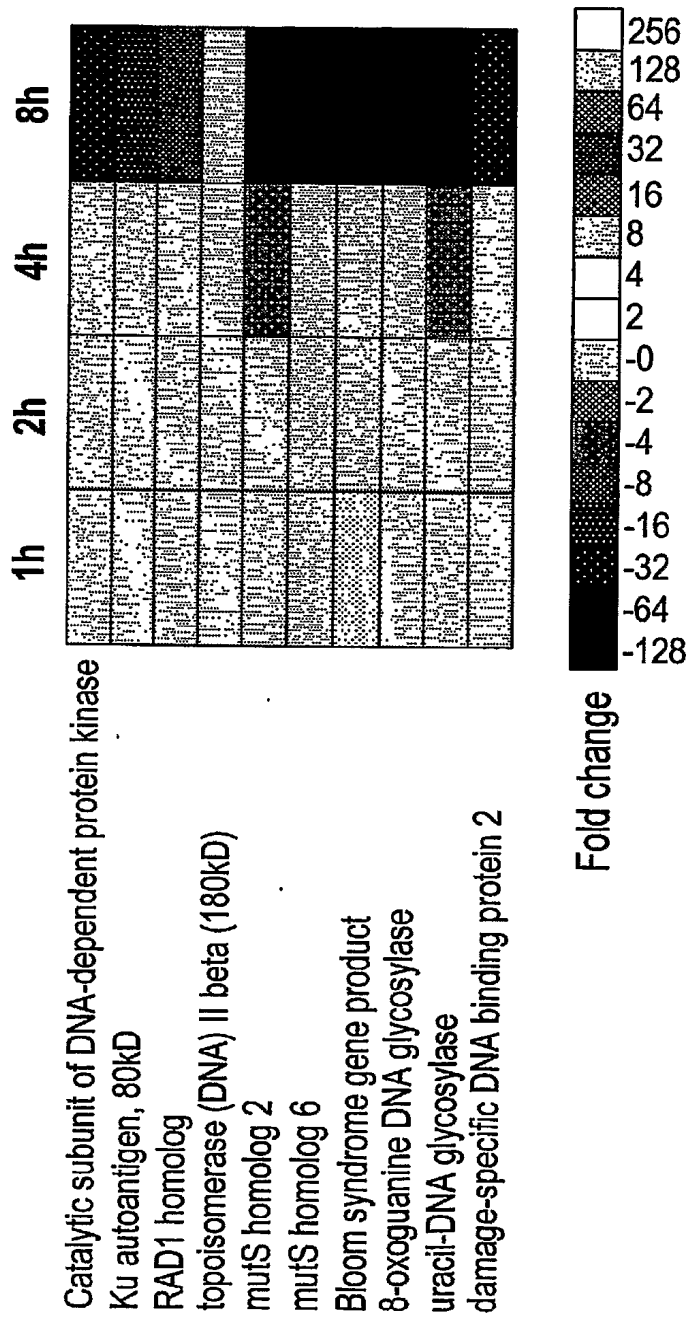 1h 2h 4h 8h
Catalytic subunit of DNA-dependent protein kinase
Ku autoantigen, 80kD
RAD1 homolog
topoisomerase (DNA) II beta (180kD)
mutS homolog 2
mutS homolog 6
Bloom syndrome gene product
8-oxoguanine DNA glycosylase
uracil-DNA glycosylase
damage-specific DNA binding protein 2
Fold change
-128 -64 -32 -16 -8 -4 -2 -0 2 4 8 16 32 64 128 256